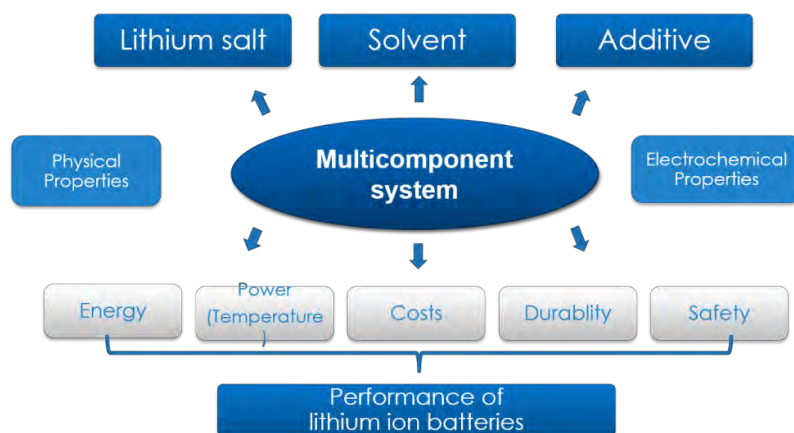 Lithium salt
Solvent
Additive
Physical
Properties
Multicomponent
system
Electrochemical
Properties
Energy
Power
(Temperature
)
Costs
Durablity
Safety
Performance of
lithium ion batteries